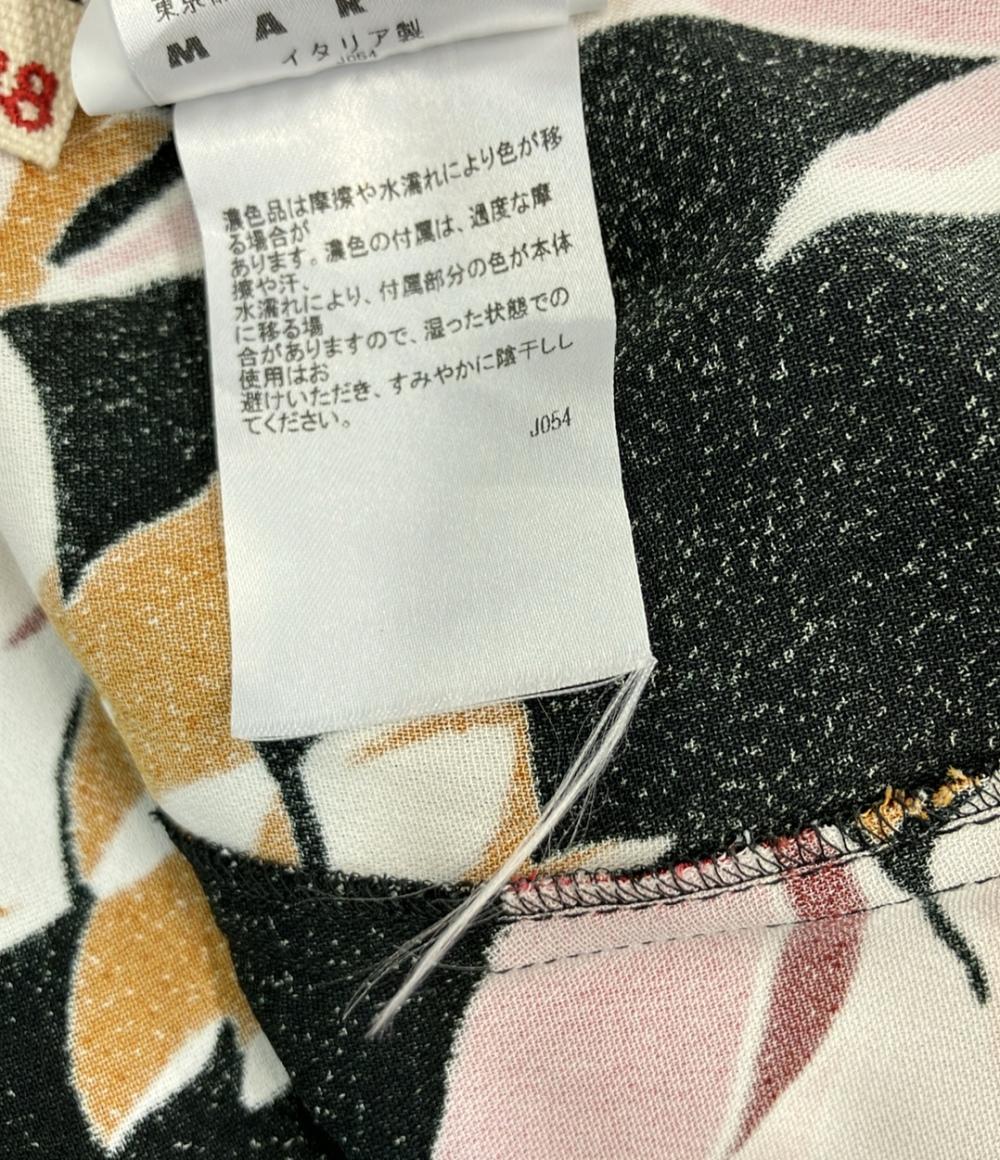 東京都
M A R
イタリア製
J054
濃色品は摩擦や水濡れにより色が移
る場合が
あります。濃色の付属は、過度な摩
擦や汗、
水濡れにより、付属部分の色が本体
に移る場
合がありますので、湿った状態での
使用はお
避けいただき、すみやかに陰干しし
てください。
J054
8